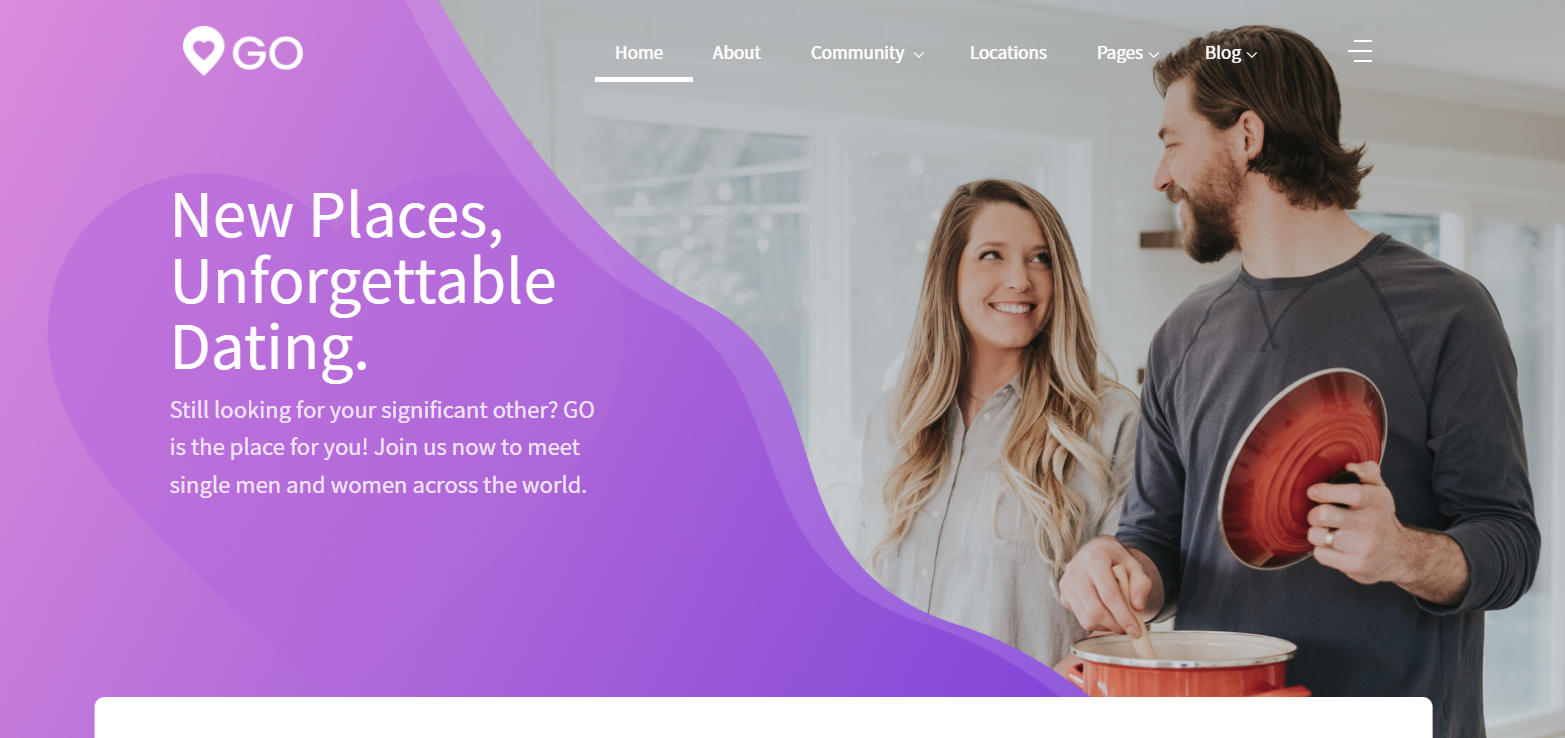 GO
Home
About
Community
Locations
Pages
Blog
New Places,
Unforgettable
Dating.
Still looking for your significant other? GO
is the place for you! Join us now to meet
single men and women across the world.